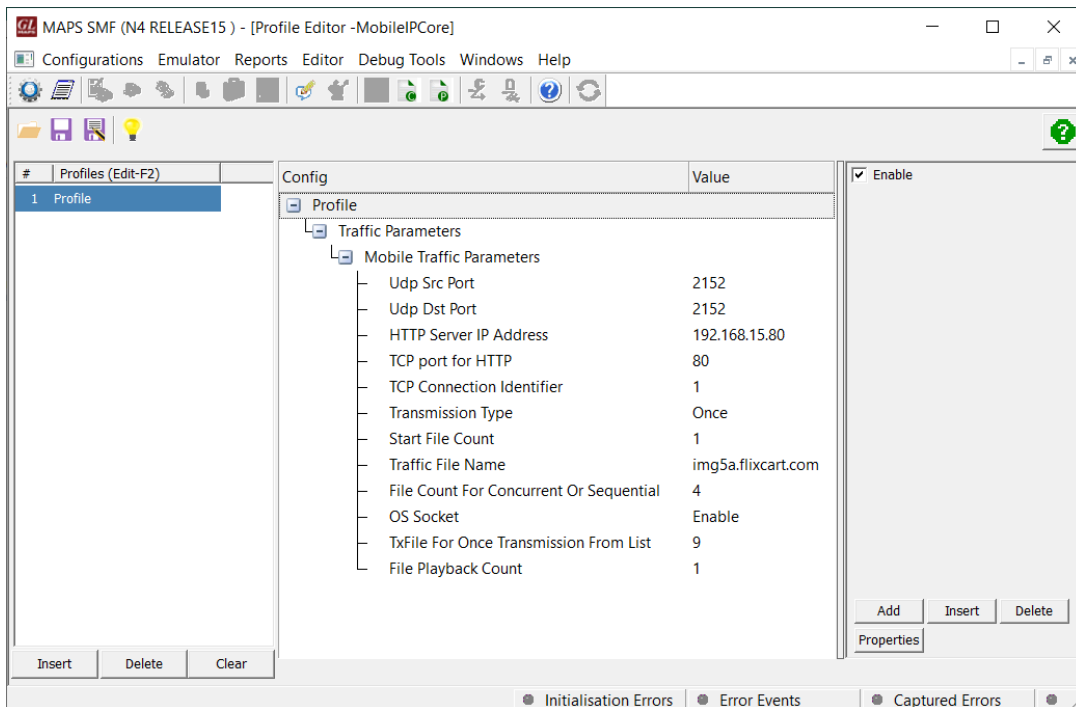 GL MAPS MAPS SMF (N4 RELEASE15 ) - [Profile Editor -MobileIPCore]
Configurations Emulator Reports Editor Debug Tools Windows Help
# Profiles (Edit-F2)
1 Profile
Insert Delete Clear
Config Value
Profile
Traffic Parameters
Mobile Traffic Parameters
Udp Src Port 2152
Udp Dst Port 2152
HTTP Server IP Address 192.168.15.80
TCP port for HTTP 80
TCP Connection Identifier 1
Transmission Type Once
Start File Count 1
Traffic File Name img5a.flixcart.com
File Count For Concurrent Or Sequential 4
OS Socket Enable
TxFile For Once Transmission From List 9
File Playback Count 1
Enable
Add Insert Delete
Properties
Initialisation Errors Error Events Captured Errors